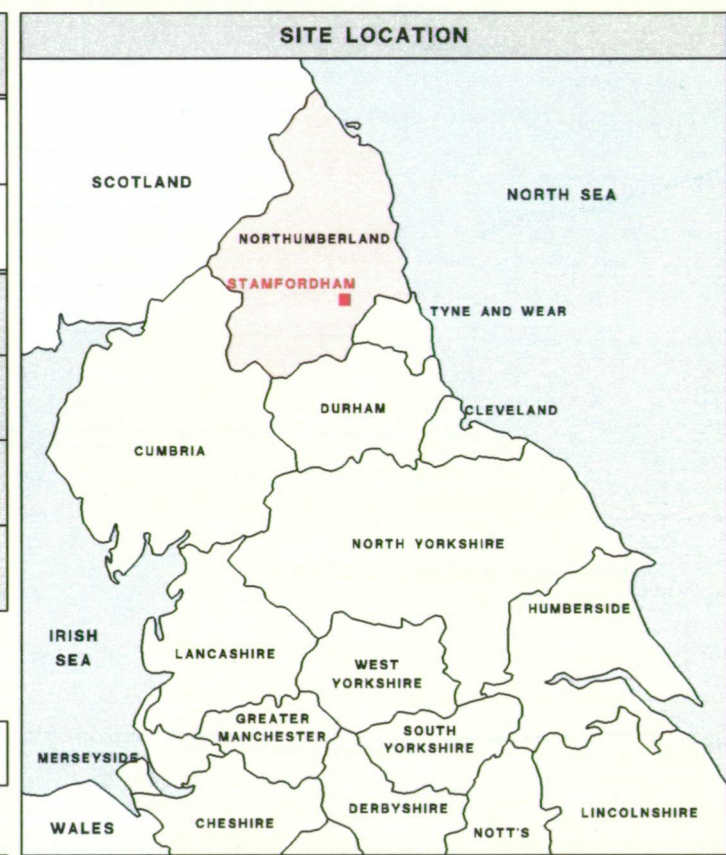 SITE LOCATION
SCOTLAND
NORTH SEA
NORTHUMBERLAND
STAMFORDHAM
TYNE AND WEAR
DURHAM
CLEVELAND
CUMBRIA
NORTH YORKSHIRE
HUMBERSIDE
IRISH
SEA
LANCASHIRE
WEST
YORKSHIRE
GREATER
MANCHESTER
SOUTH
YORKSHIRE
MERSEYSIDE
DERBYSHIRE
LINCOLNSHIRE
WALES
CHESHIRE
NOTT'S